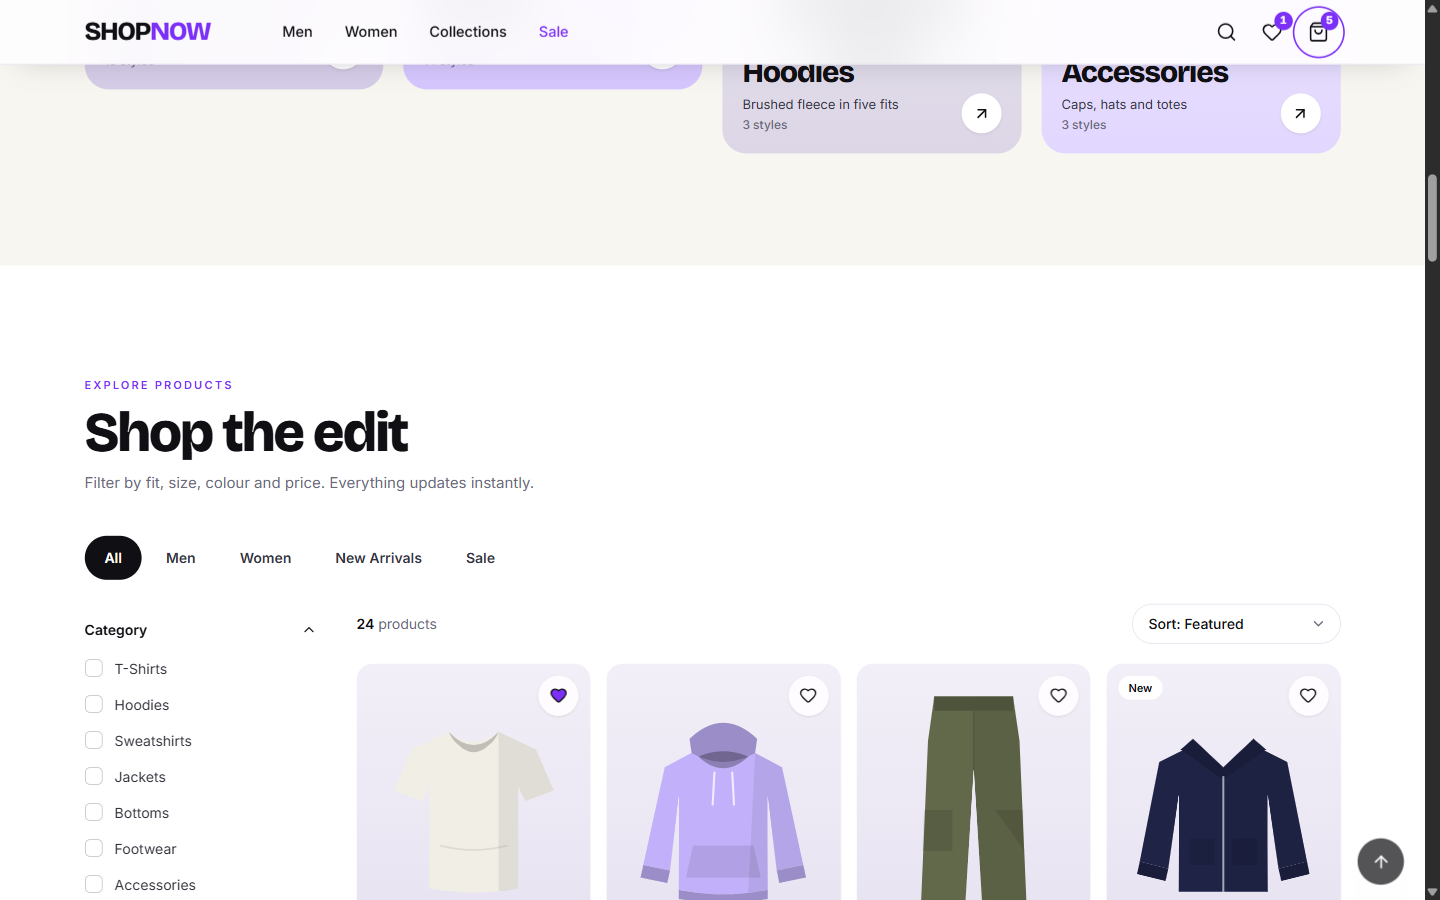 SHOPNOW
Men Women Collections Sale
1 5
Hoodies
Brushed fleece in five fits
3 styles
Accessories
Caps, hats and totes
3 styles
EXPLORE PRODUCTS
Shop the edit
Filter by fit, size, colour and price. Everything updates instantly.
All Men Women New Arrivals Sale
Category
T-Shirts
Hoodies
Sweatshirts
Jackets
Bottoms
Footwear
Accessories
24 products
Sort: Featured
New